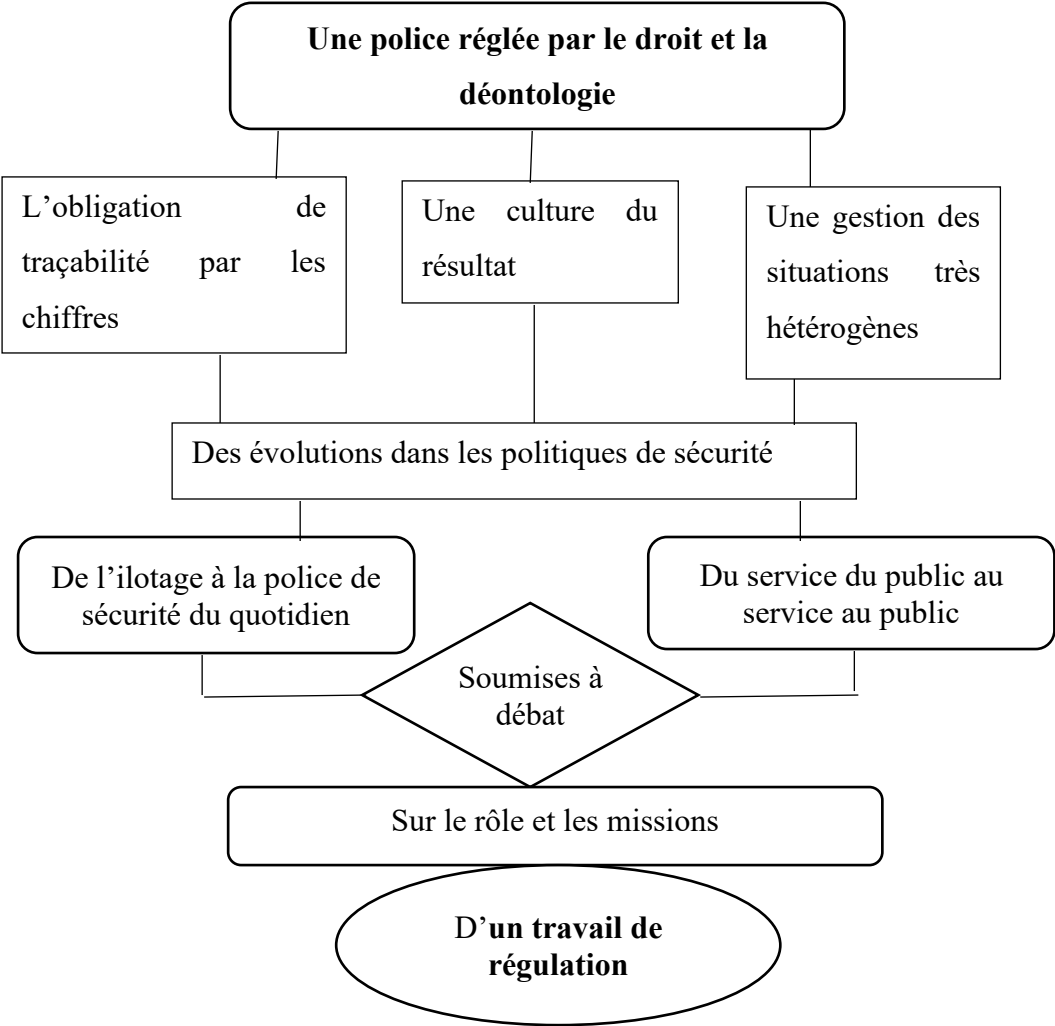 Une police réglée par le droit et la
déontologie
L’obligation de
traçabilité par les
chiffres
Une culture du
résultat
Une gestion des
situations très
hétérogènes
Des évolutions dans les politiques de sécurité
De l’ilotage à la police de
sécurité du quotidien
Du service du public au
service au public
Soumises à
débat
Sur le rôle et les missions
D’un travail de
régulation